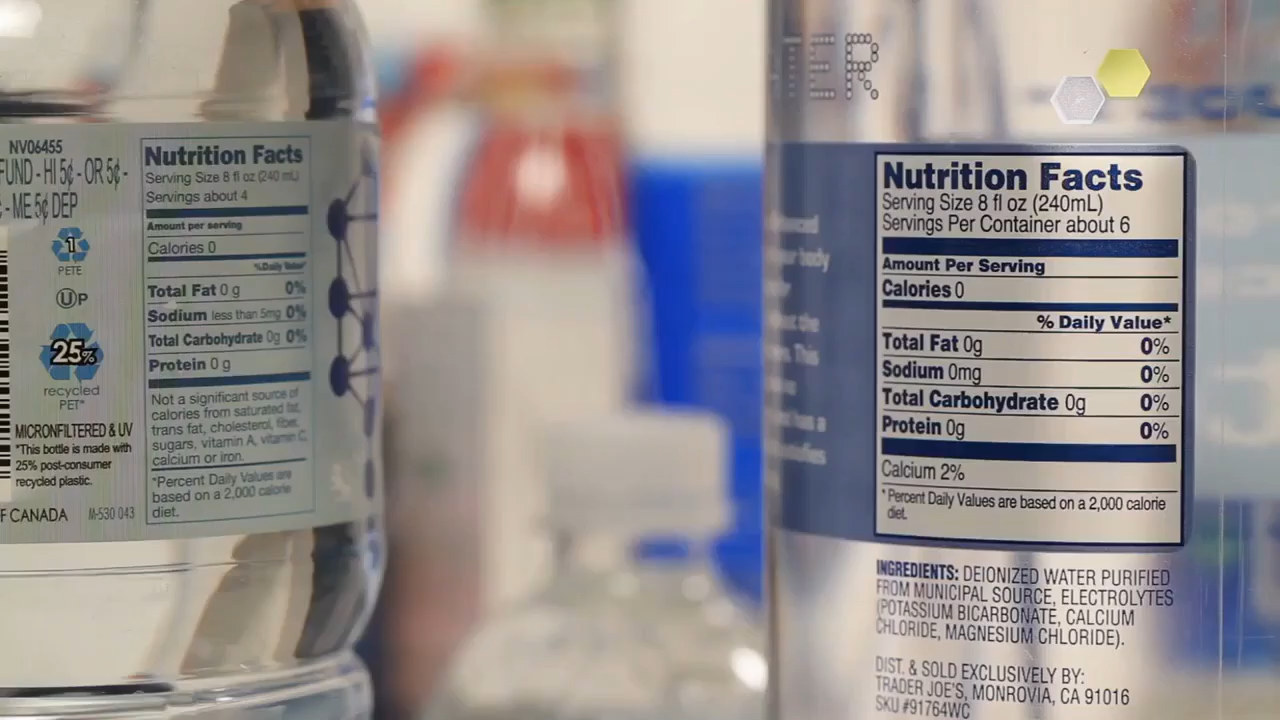 NV06455
FUND - HI 5¢ - OR 5¢ -
- ME 5¢ DEP
1
PETE
U P
25%
recycled
PET*
MICRONFILTERED & UV
*This bottle is made with
25% post-consumer
recycled plastic.
F CANADA M-530 043
Nutrition Facts
Serving Size 8 fl oz (240 mL)
Servings about 4
Amount per serving
Calories 0
%Daily Value*
Total Fat 0 g 0%
Sodium less than 5mg 0%
Total Carbohydrate 0g 0%
Protein 0 g
Not a significant source of
calories from saturated fat,
trans fat, cholesterol, fiber,
sugars, vitamin A, vitamin C,
calcium or iron.
*Percent Daily Values are
based on a 2,000 calorie
diet.
TER
your body
the
This
has a
Nutrition Facts
Serving Size 8 fl oz (240mL)
Servings Per Container about 6
Amount Per Serving
Calories 0
% Daily Value*
Total Fat 0g 0%
Sodium 0mg 0%
Total Carbohydrate 0g 0%
Protein 0g 0%
Calcium 2%
* Percent Daily Values are based on a 2,000 calorie
diet.
INGREDIENTS: DEIONIZED WATER PURIFIED
FROM MUNICIPAL SOURCE, ELECTROLYTES
(POTASSIUM BICARBONATE, CALCIUM
CHLORIDE, MAGNESIUM CHLORIDE).
DIST. & SOLD EXCLUSIVELY BY:
TRADER JOE'S, MONROVIA, CA 91016
SKU #91764WC